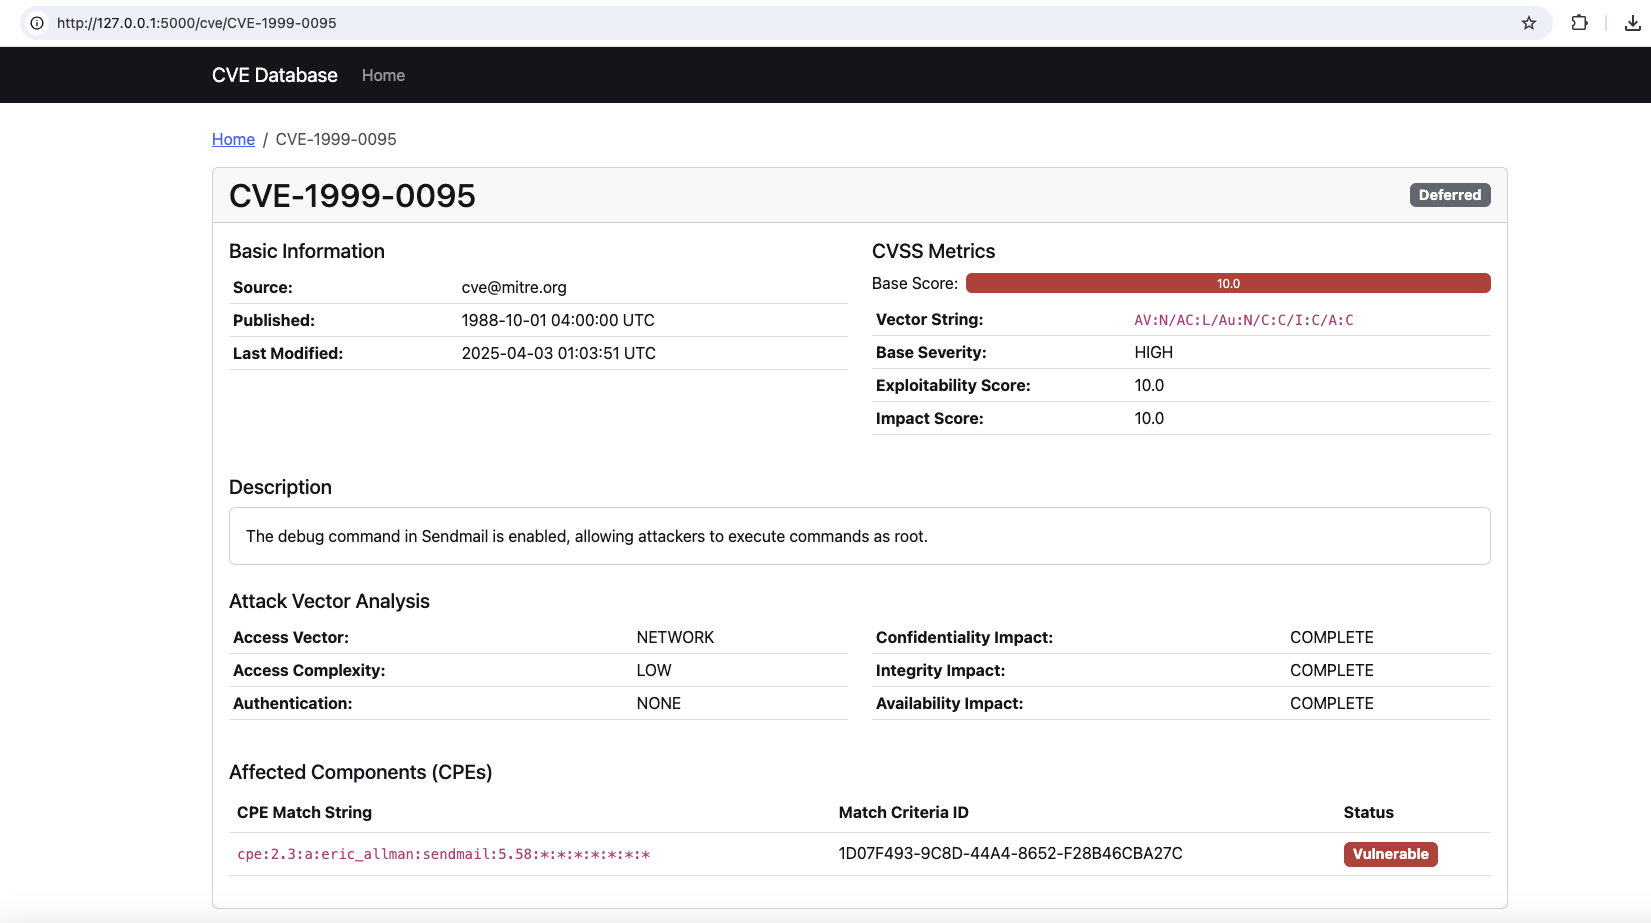 http://127.0.0.1:5000/cve/CVE-1999-0095
CVE Database Home
Home / CVE-1999-0095
CVE-1999-0095 Deferred
Basic Information
Source: cve@mitre.org
Published: 1988-10-01 04:00:00 UTC
Last Modified: 2025-04-03 01:03:51 UTC
CVSS Metrics
Base Score: 10.0
Vector String: AV:N/AC:L/Au:N/C:C/I:C/A:C
Base Severity: HIGH
Exploitability Score: 10.0
Impact Score: 10.0
Description
The debug command in Sendmail is enabled, allowing attackers to execute commands as root.
Attack Vector Analysis
Access Vector: NETWORK
Access Complexity: LOW
Authentication: NONE
Confidentiality Impact: COMPLETE
Integrity Impact: COMPLETE
Availability Impact: COMPLETE
Affected Components (CPEs)
CPE Match String Match Criteria ID Status
cpe:2.3:a:eric_allman:sendmail:5.58:*:*:*:*:*:*:* 1D07F493-9C8D-44A4-8652-F28B46CBA27C Vulnerable